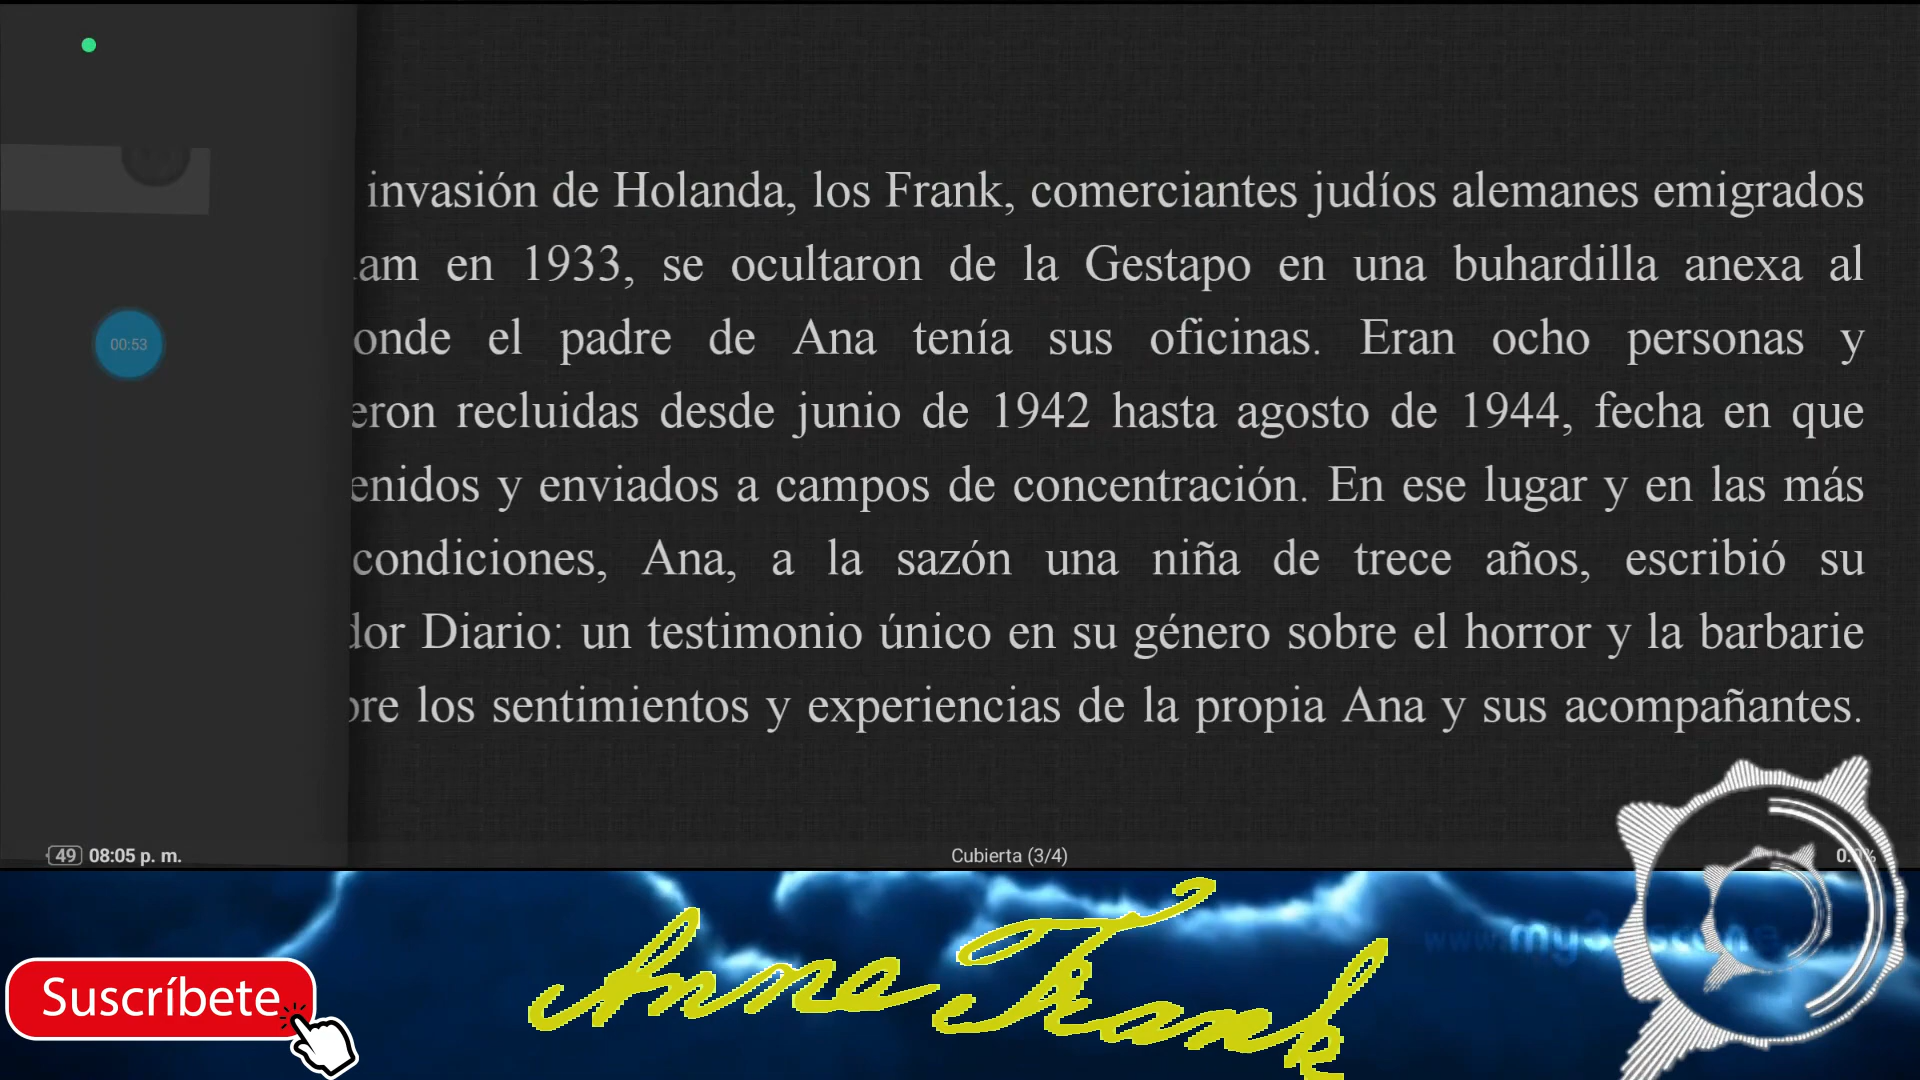 invasión de Holanda, los Frank, comerciantes judíos alemanes emigrados
am en 1933, se ocultaron de la Gestapo en una buhardilla anexa al
onde el padre de Ana tenía sus oficinas. Eran ocho personas y
eron recluidas desde junio de 1942 hasta agosto de 1944, fecha en que
enidos y enviados a campos de concentración. En ese lugar y en las más
condiciones, Ana, a la sazón una niña de trece años, escribió su
dor Diario: un testimonio único en su género sobre el horror y la barbarie
bre los sentimientos y experiencias de la propia Ana y sus acompañantes.
00:53
49 08:05 p. m.
Cubierta (3/4)
Anne Frank
Suscríbete